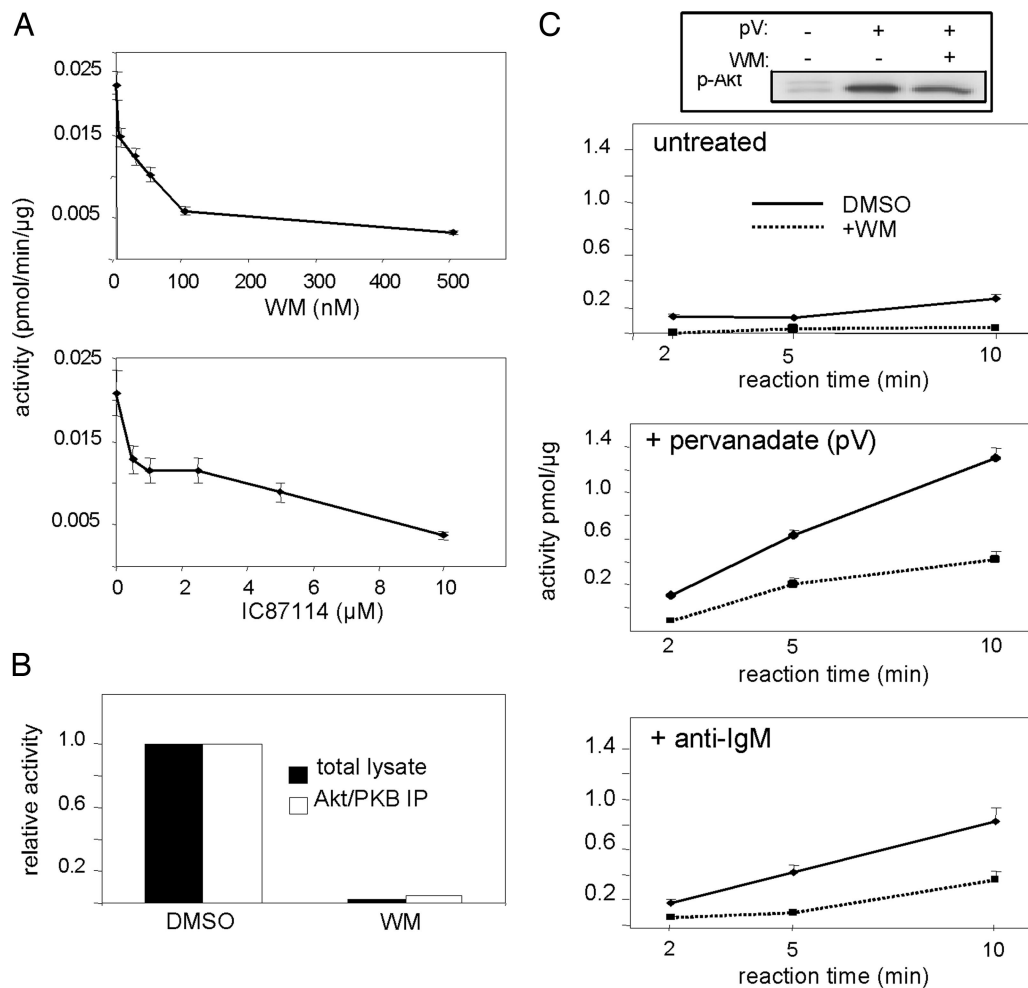 A
0.025
0.015
0.005
0 100 200 300 400 500
WM (nM)
activity (pmol/min/µg)
0.025
0.015
0.005
0 2 4 6 8 10
IC87114 (µM)
B
relative activity
1.0
0.6
0.2
total lysate
Akt/PKB IP
DMSO WM
C
pV: - + +
WM: - - +
p-Akt
untreated
1.4
1.0
0.6
0.2
DMSO
+WM
2 5 10
reaction time (min)
+ pervanadate (pV)
1.4
1.0
0.6
0.2
activity pmol/µg
2 5 10
reaction time (min)
+ anti-IgM
1.4
1.0
0.6
0.2
2 5 10
reaction time (min)